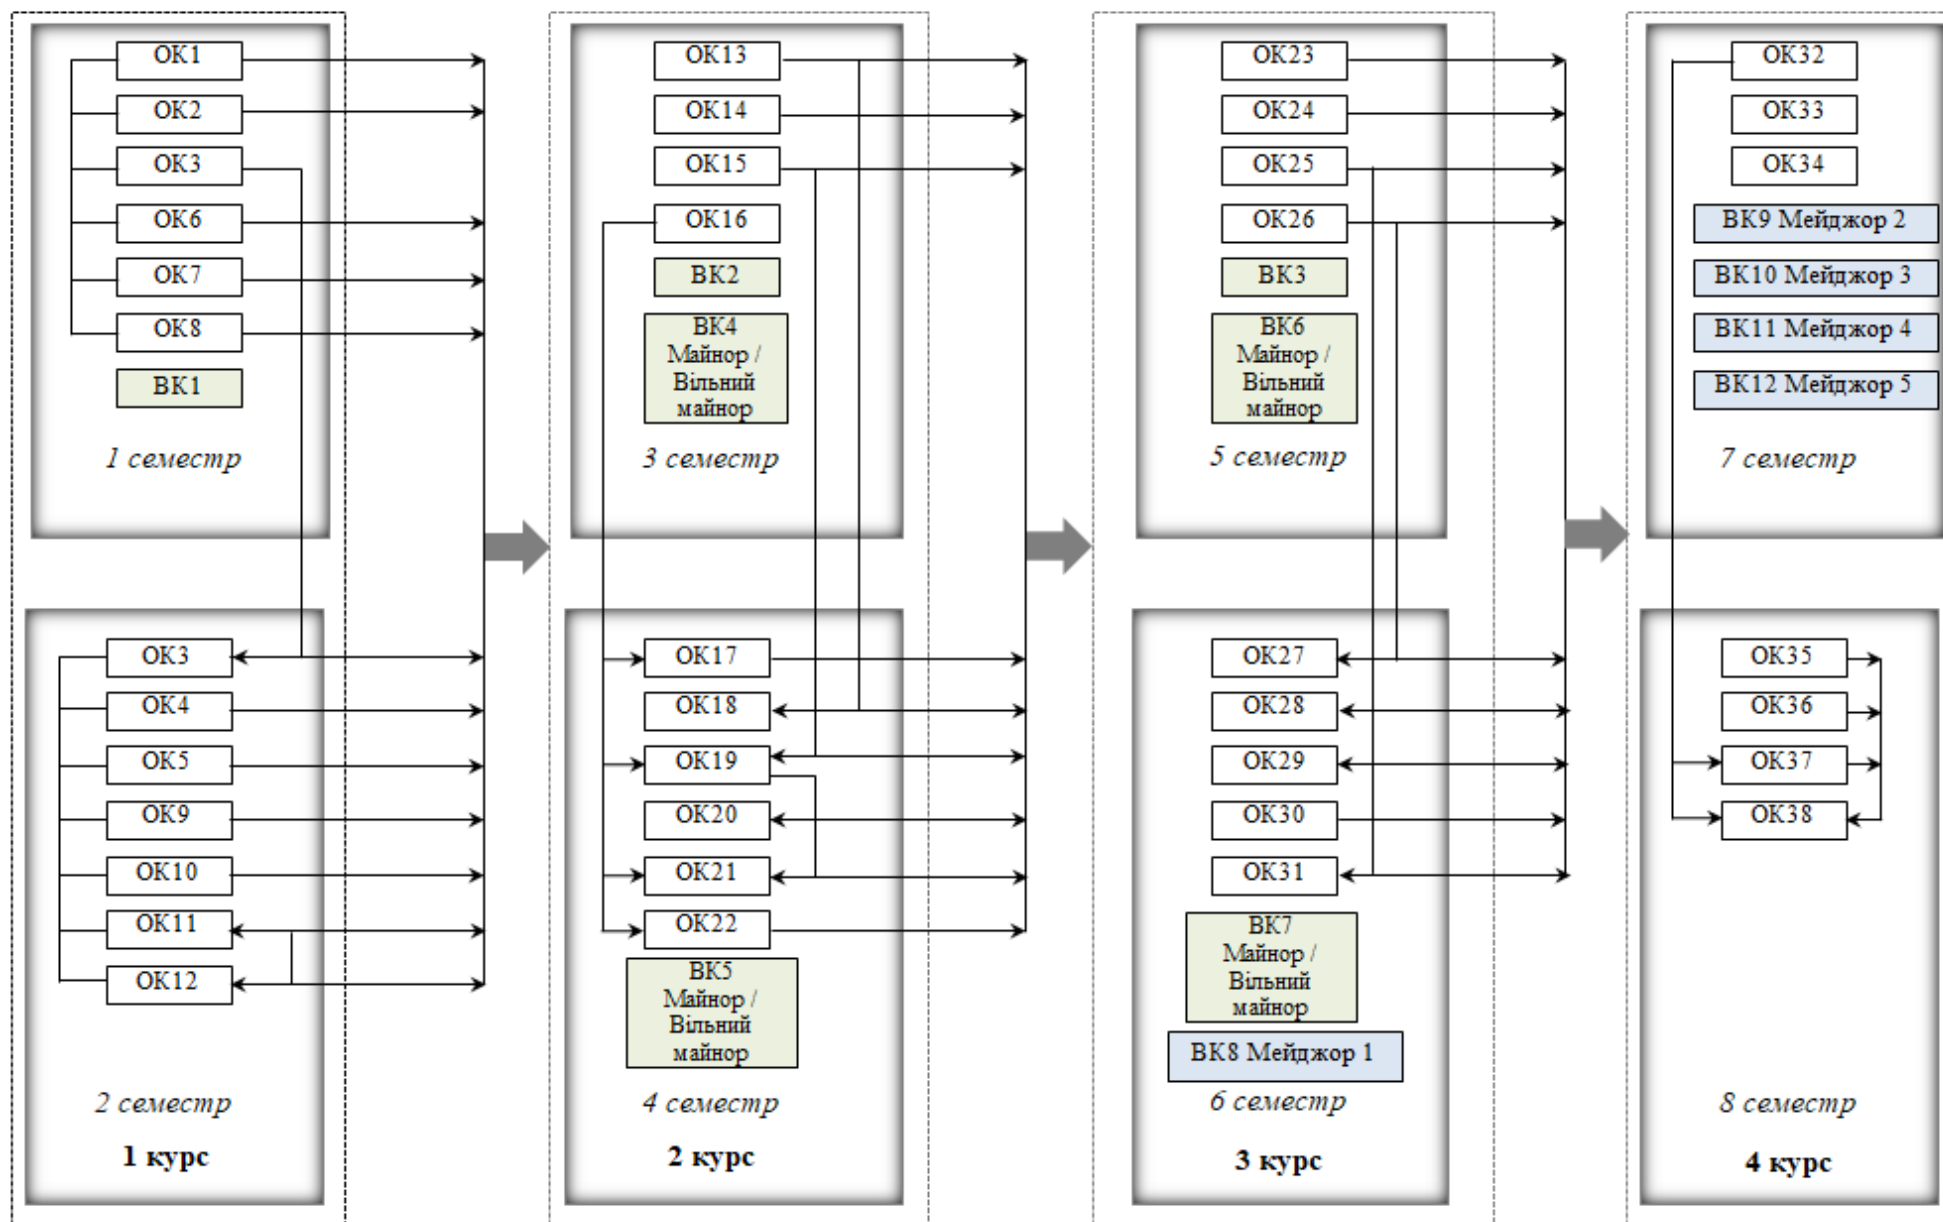 ОК1
ОК2
ОК3
ОК6
ОК7
ОК8
ВК1
1 семестр
ОК3
ОК4
ОК5
ОК9
ОК10
ОК11
ОК12
2 семестр
1 курс
ОК13
ОК14
ОК15
ОК16
ВК2
ВК4
Майнор /
Вільний
майнор
3 семестр
ОК17
ОК18
ОК19
ОК20
ОК21
ОК22
ВК5
Майнор /
Вільний
майнор
4 семестр
2 курс
ОК23
ОК24
ОК25
ОК26
ВК3
ВК6
Майнор /
Вільний
майнор
5 семестр
ОК27
ОК28
ОК29
ОК30
ОК31
ВК7
Майнор /
Вільний
майнор
ВК8 Мейджор 1
6 семестр
3 курс
ОК32
ОК33
ОК34
ВК9 Мейджор 2
ВК10 Мейджор 3
ВК11 Мейджор 4
ВК12 Мейджор 5
7 семестр
ОК35
ОК36
ОК37
ОК38
8 семестр
4 курс